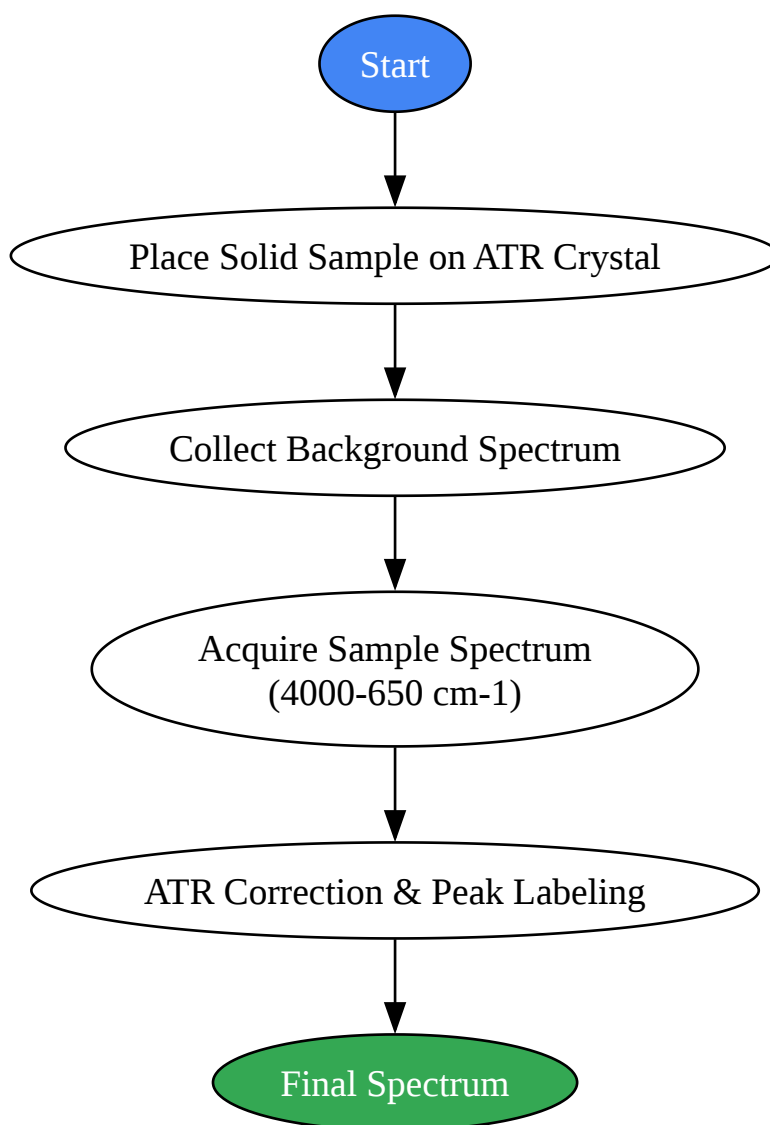 Start
Place Solid Sample on ATR Crystal
Collect Background Spectrum
Acquire Sample Spectrum
(4000-650 cm-1)
ATR Correction & Peak Labeling
Final Spectrum